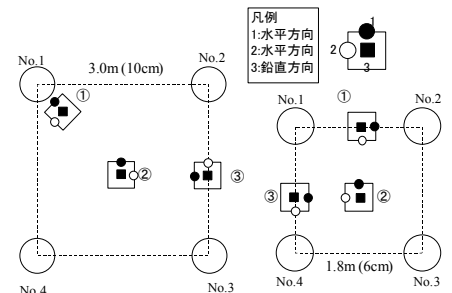 凡例
1:水平方向
2:水平方向
3:鉛直方向
1
2
3
No.1
3.0m(10cm)
No.2
①
②
③
No.4
No.3
No.1
①
No.2
③
②
No.4
1.8m(6cm)
No.3